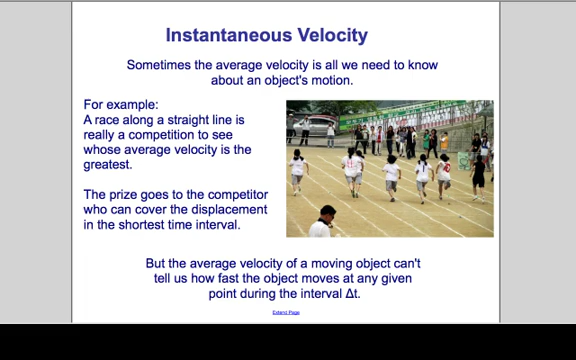 Instantaneous Velocity
Sometimes the average velocity is all we need to know
about an object's motion.
For example:
A race along a straight line is
really a competition to see
whose average velocity is the
greatest.
The prize goes to the competitor
who can cover the displacement
in the shortest time interval.
But the average velocity of a moving object can't
tell us how fast the object moves at any given
point during the interval Δt.
Extend Page